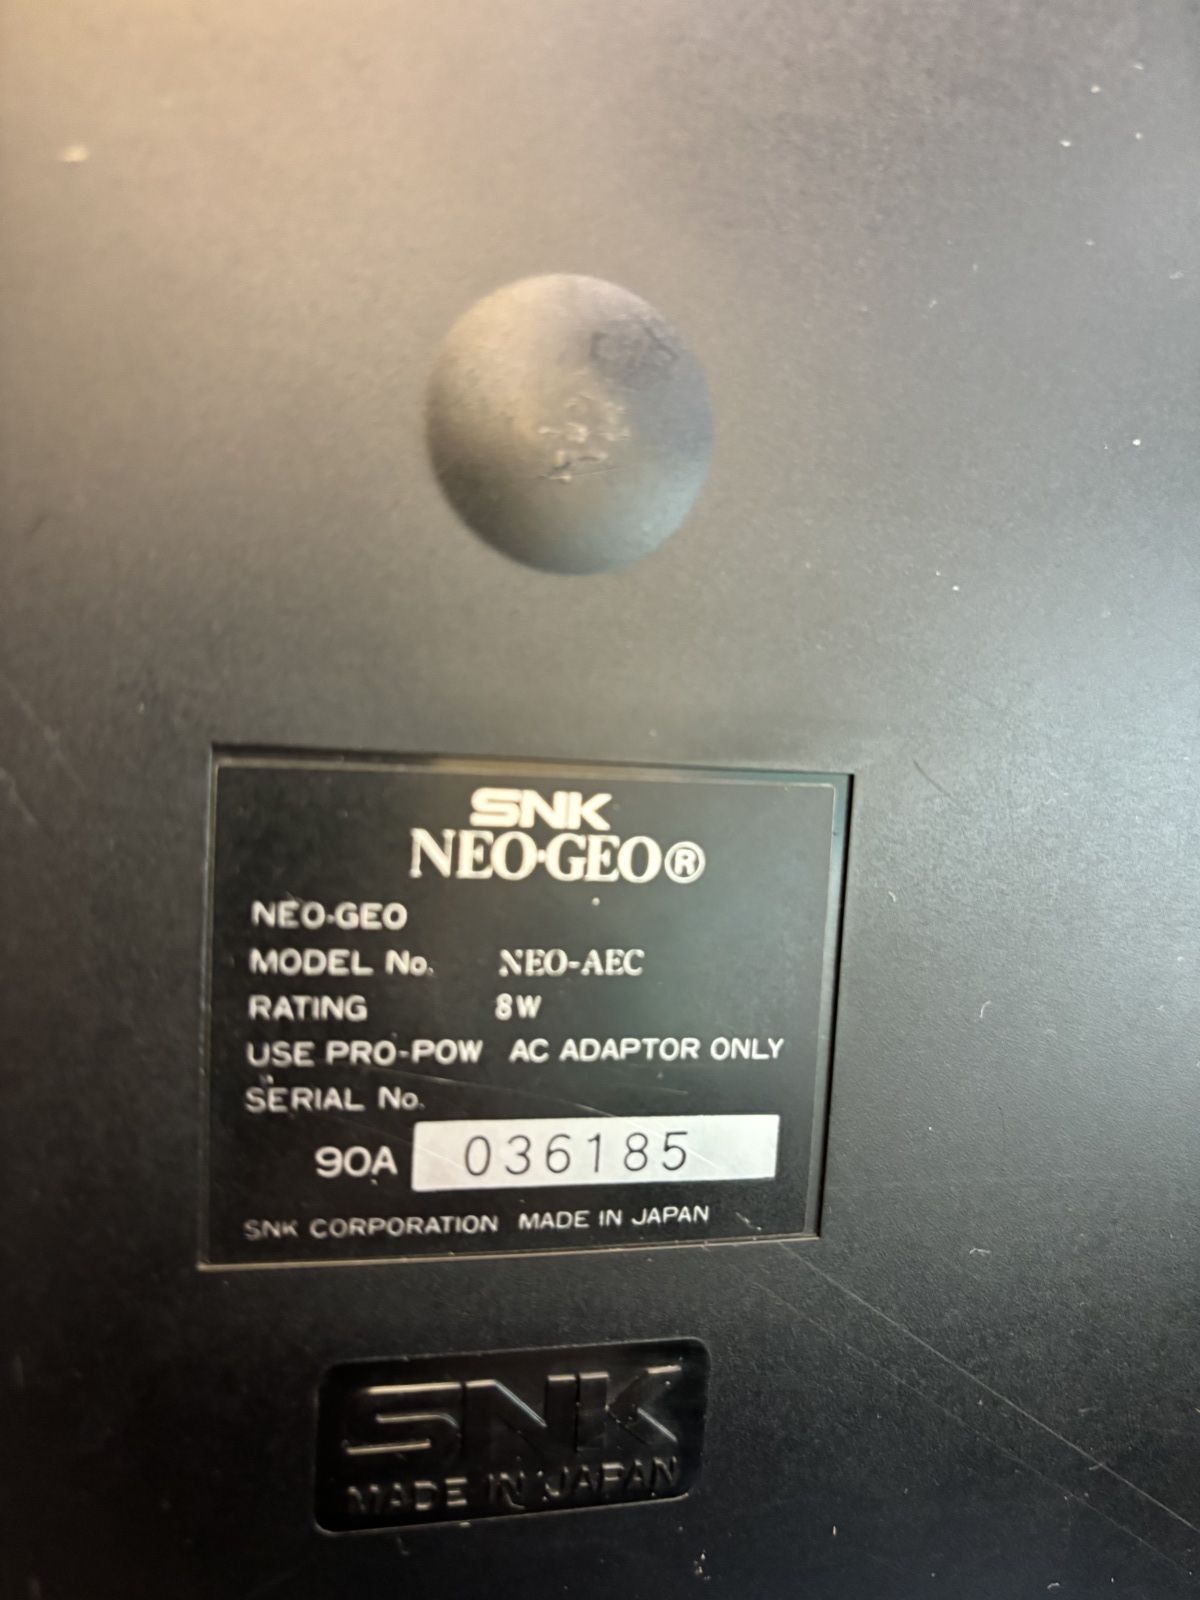 SNK
NEO·GEO®
NEO-GEO
MODEL No. NEO-AEC
RATING 8W
USE PRO-POW AC ADAPTOR ONLY
SERIAL No.
90A 036185
SNK CORPORATION MADE IN JAPAN
SNK
MADE IN JAPAN